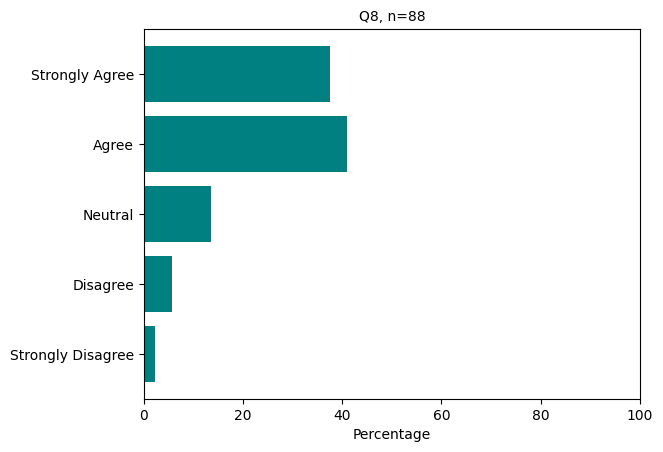 Q8, n=88
Strongly Agree
Agree
Neutral
Disagree
Strongly Disagree
0 20 40 60 80 100
Percentage